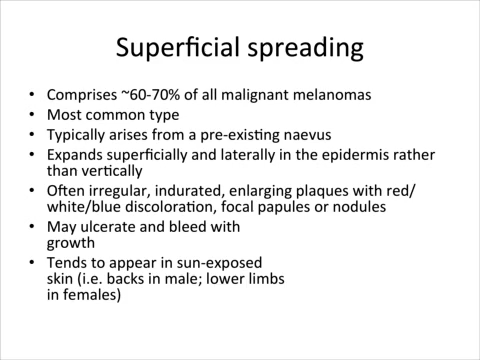 Superficial spreading
• Comprises ~60-70% of all malignant melanomas
• Most common type
• Typically arises from a pre-existing naevus
• Expands superficially and laterally in the epidermis rather
than vertically
• Often irregular, indurated, enlarging plaques with red/
white/blue discoloration, focal papules or nodules
• May ulcerate and bleed with
growth
• Tends to appear in sun-exposed
skin (i.e. backs in male; lower limbs
in females)